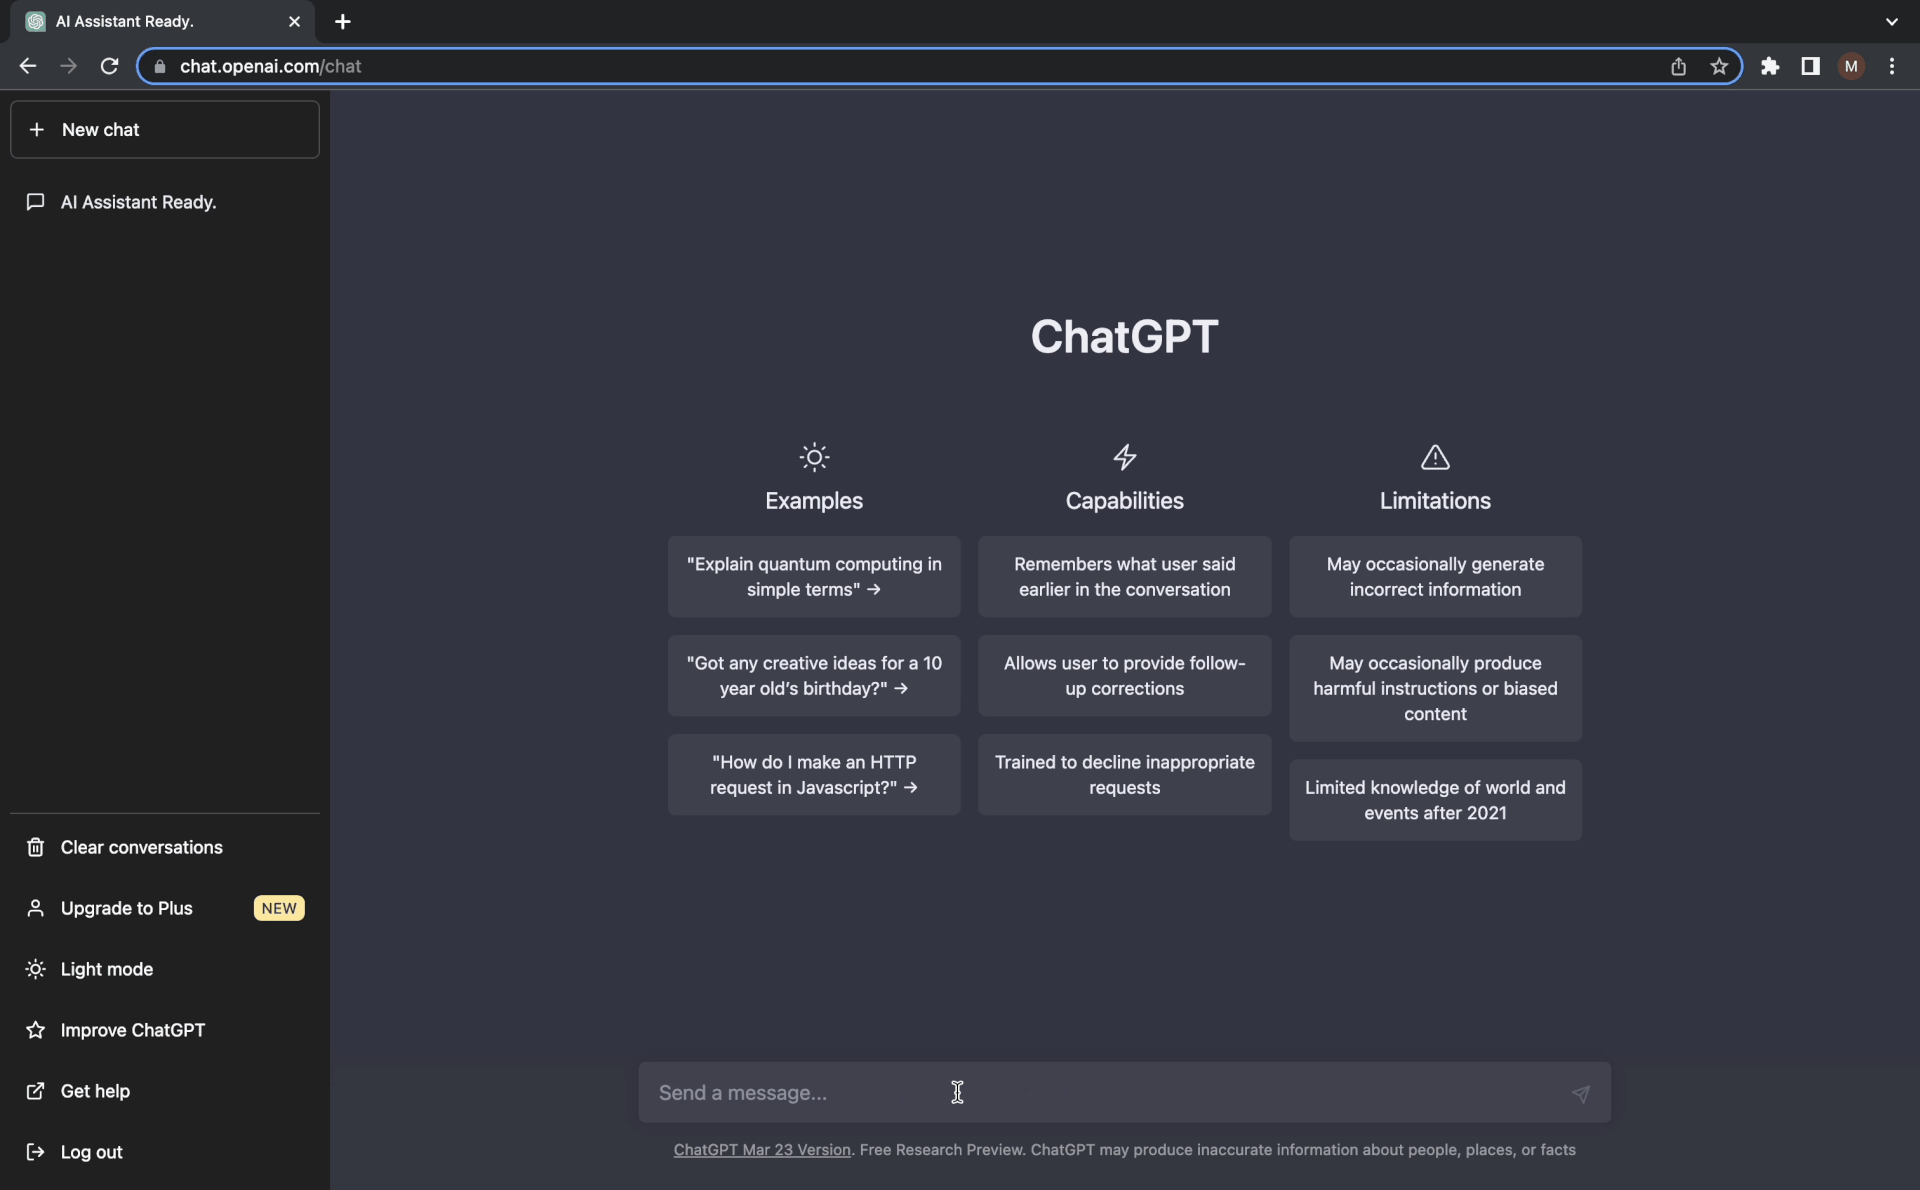 AI Assistant Ready.
chat.openai.com/chat
M
New chat
AI Assistant Ready.
ChatGPT
Examples
"Explain quantum computing in
simple terms" →
"Got any creative ideas for a 10
year old's birthday?" →
"How do I make an HTTP
request in Javascript?" →
Capabilities
Remembers what user said
earlier in the conversation
Allows user to provide follow-
up corrections
Trained to decline inappropriate
requests
Limitations
May occasionally generate
incorrect information
May occasionally produce
harmful instructions or biased
content
Limited knowledge of world and
events after 2021
Clear conversations
Upgrade to Plus NEW
Light mode
Improve ChatGPT
Get help
Log out
Send a message...
ChatGPT Mar 23 Version. Free Research Preview. ChatGPT may produce inaccurate information about people, places, or facts